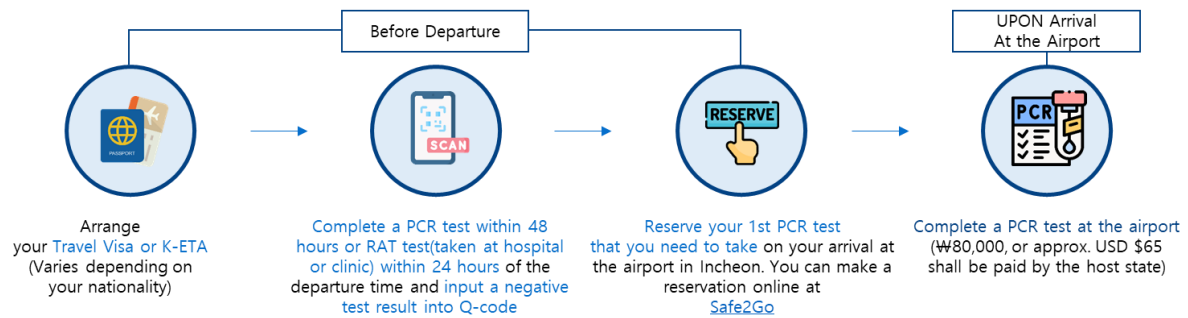 Before Departure
UPON Arrival
At the Airport
PASSPORT
SCAN
RESERVE
PCR
Arrange
your Travel Visa or K-ETA
(Varies depending on
your nationality)
Complete a PCR test within 48
hours or RAT test(taken at hospital
or clinic) within 24 hours of the
departure time and input a negative
test result into Q-code
Reserve your 1st PCR test
that you need to take on your arrival at
the airport in Incheon. You can make a
reservation online at
Safe2Go
Complete a PCR test at the airport
(₩80,000, or approx. USD $65
shall be paid by the host state)